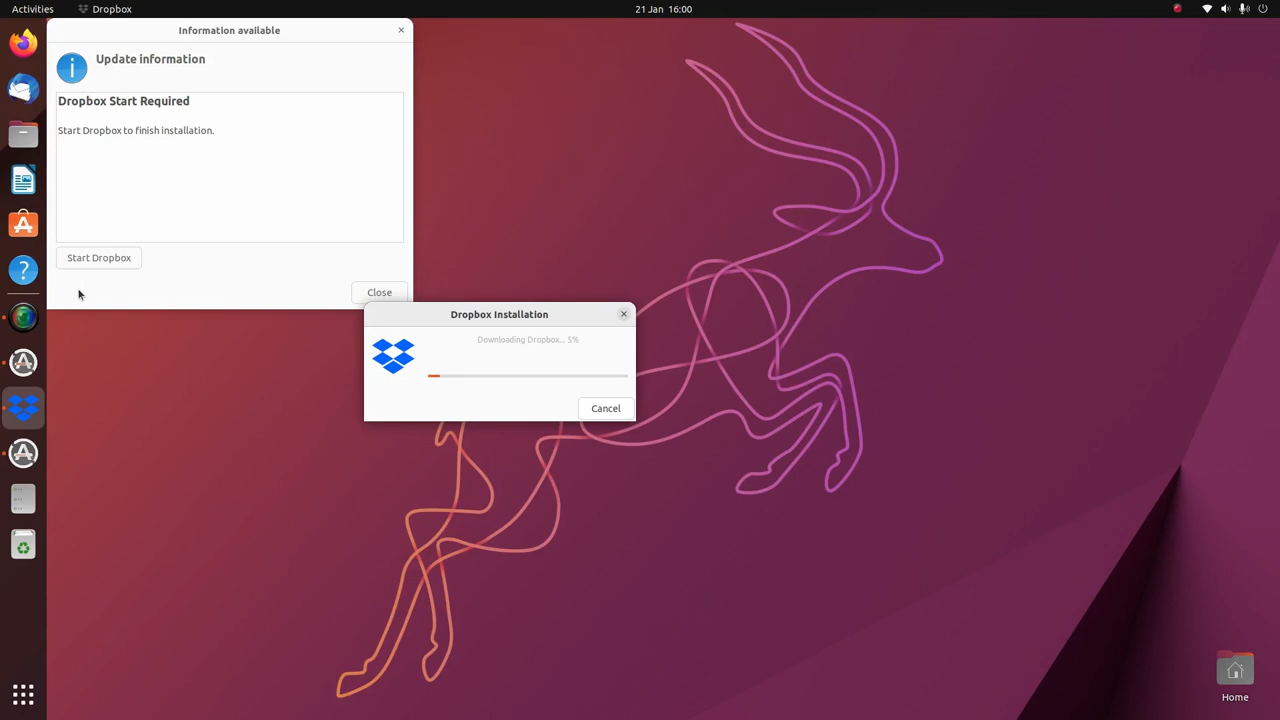 Activities
Dropbox
21 Jan 16:00
Information available
Update information
Dropbox Start Required
Start Dropbox to finish installation.
Start Dropbox
Close
Dropbox Installation
Downloading Dropbox... 5%
Cancel
Home